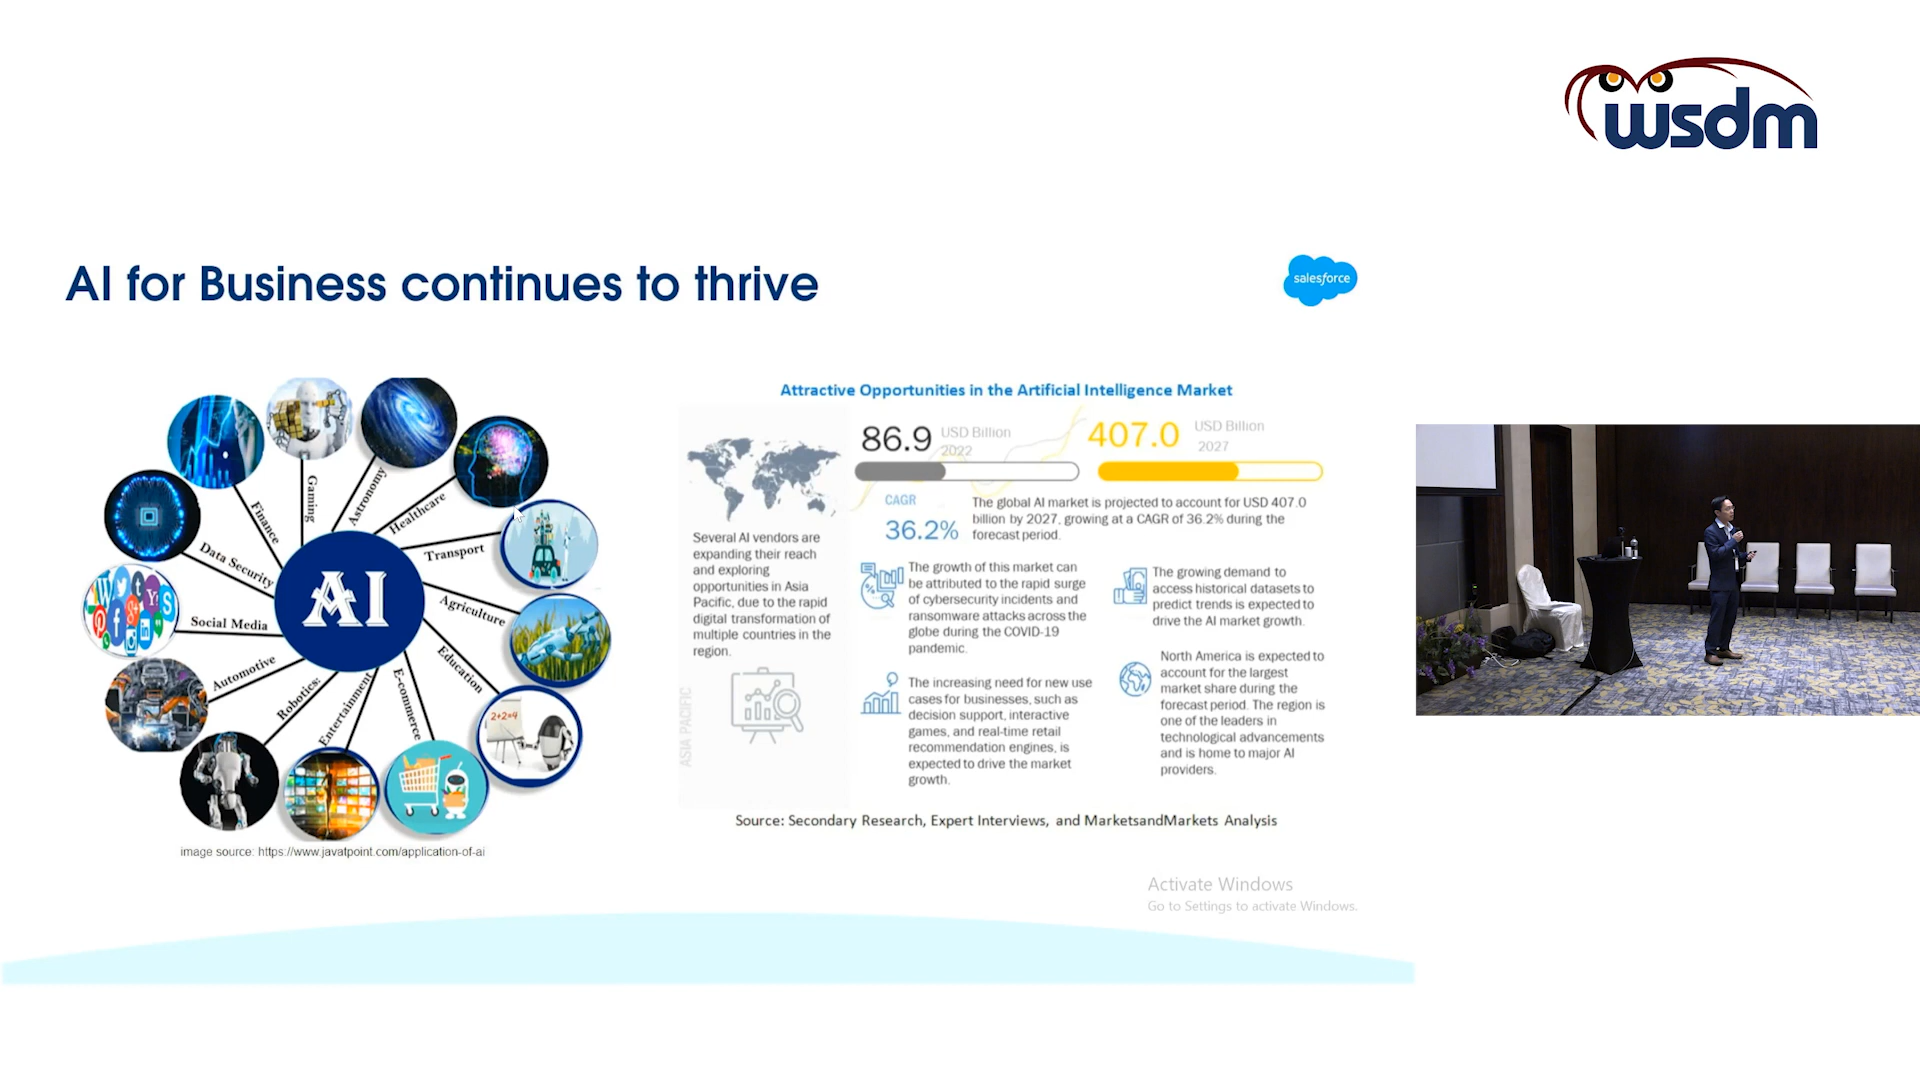 wsdm
AI for Business continues to thrive
salesforce
Gaming
Astronomy
Finance
Healthcare
Data Security
Transport
AI
Agriculture
Social Media
Education
Automotive
Robotics:
Entertainment
E-commerce
2+2=4
image source: https://www.javatpoint.com/application-of-ai
Attractive Opportunities in the Artificial Intelligence Market
86.9 USD Billion
2022
407.0 USD Billion
2027
CAGR
36.2%
The global AI market is projected to account for USD 407.0
billion by 2027, growing at a CAGR of 36.2% during the
forecast period.
Several AI vendors are
expanding their reach
and exploring
opportunities in Asia
Pacific, due to the rapid
digital transformation of
multiple countries in the
region.
ASIA PACIFIC
The growth of this market can
be attributed to the rapid surge
of cybersecurity incidents and
ransomware attacks across the
globe during the COVID-19
pandemic.
The increasing need for new use
cases for businesses, such as
decision support, interactive
games, and real-time retail
recommendation engines, is
expected to drive the market
growth.
The growing demand to
access historical datasets to
predict trends is expected to
drive the AI market growth.
North America is expected to
account for the largest
market share during the
forecast period. The region is
one of the leaders in
technological advancements
and is home to major AI
providers.
Source: Secondary Research, Expert Interviews, and MarketsandMarkets Analysis
Activate Windows
Go to Settings to activate Windows.